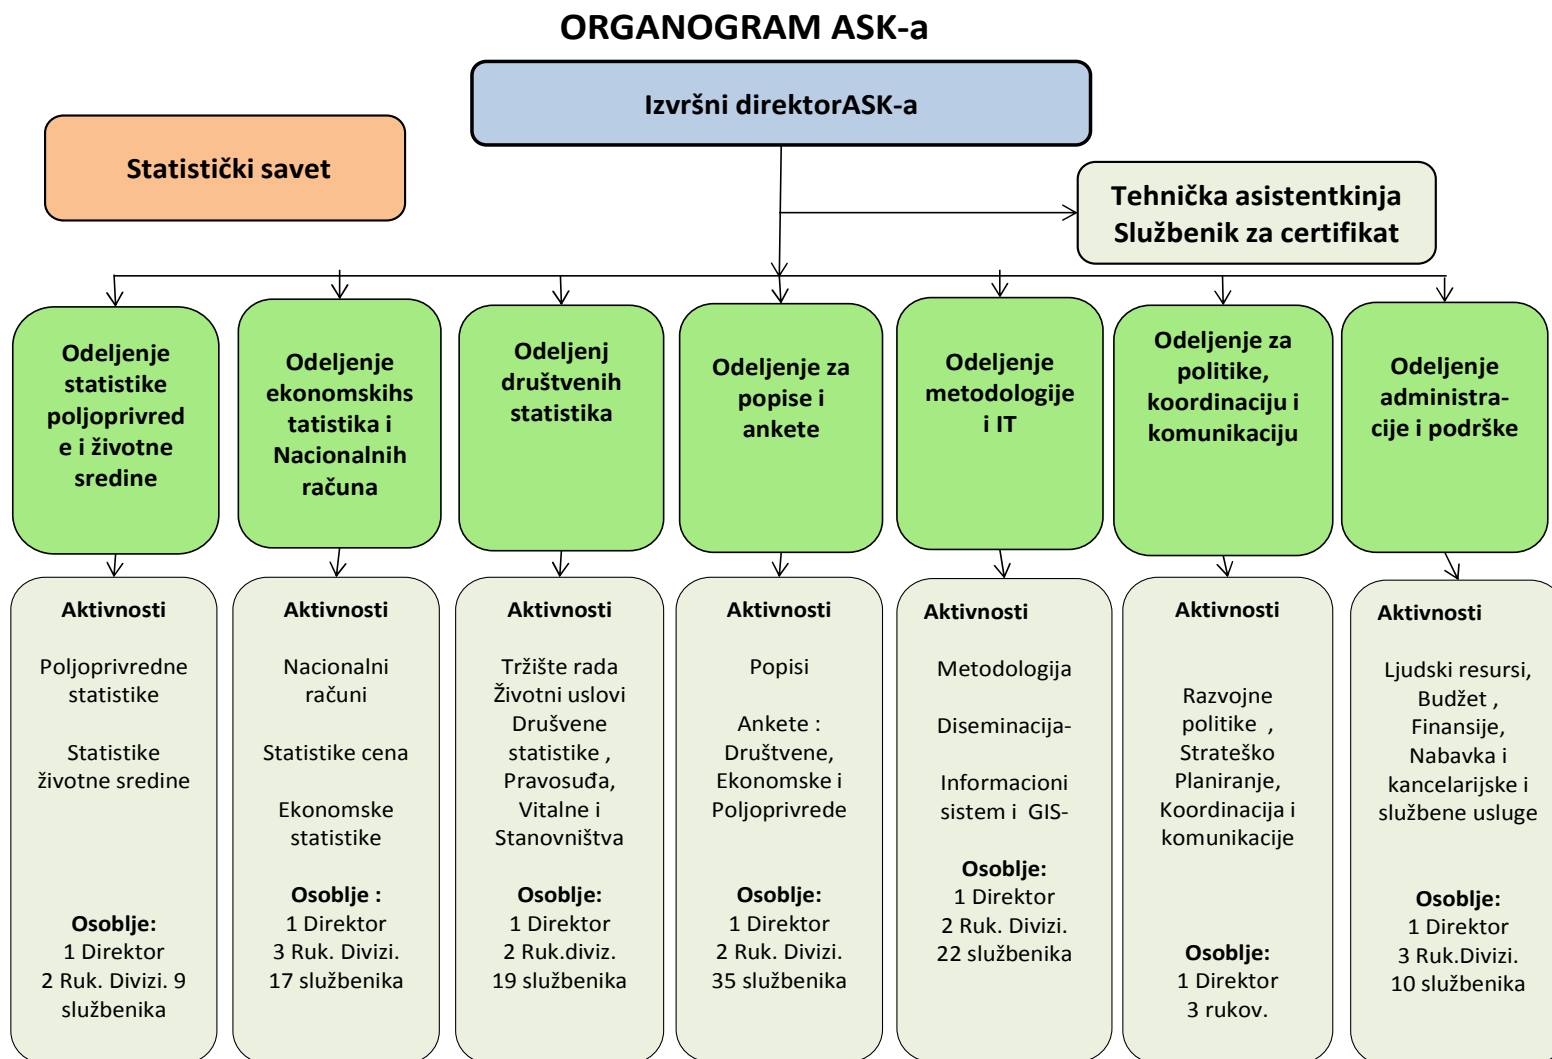 ORGANOGRAM ASK-a
Izvršni direktorASK-a
Statistički savet
Tehnička asistentkinja
Službenik za certifikat
Odeljenje
statistike
poljoprivred
e i životne
sredine
Odeljenje
ekonomskihs
tatistika i
Nacionalnih
računa
Odeljenj
društvenih
statistika
Odeljenje za
popise i
ankete
Odeljenje
metodologije
i IT
Odeljenje za
politike,
koordinaciju i
komunikaciju
Odeljenje
administra-
cije i podrške
Aktivnosti
Poljoprivredne
statistike
Statistike
životne sredine
Osoblje:
1 Direktor
2 Ruk. Divizi. 9
službenika
Aktivnosti
Nacionalni
računi
Statistike cena
Ekonomske
statistike
Osoblje :
1 Direktor
3 Ruk. Divizi.
17 službenika
Aktivnosti
Tržište rada
Životni uslovi
Drušvene
statistike ,
Pravosuđa,
Vitalne i
Stanovništva
Osoblje:
1 Direktor
2 Ruk.diviz.
19 službenika
Aktivnosti
Popisi
Ankete :
Društvene,
Ekonomske i
Poljoprivrede
Osoblje:
1 Direktor
2 Ruk. Divizi.
35 službenika
Aktivnosti
Metodologija
Diseminacija-
Informacioni
sistem i  GIS-
Osoblje:
1 Direktor
2 Ruk. Divizi.
22 službenika
Aktivnosti
Razvojne
politike  ,
Strateško
Planiranje,
Koordinacija i
komunikacije
Osoblje:
1 Direktor
3 rukov.
Aktivnosti
Ljudski resursi,
Budžet ,
Finansije,
Nabavka i
kancelarijske i
službene usluge
Osoblje:
1 Direktor
3 Ruk.Divizi.
10 službenika